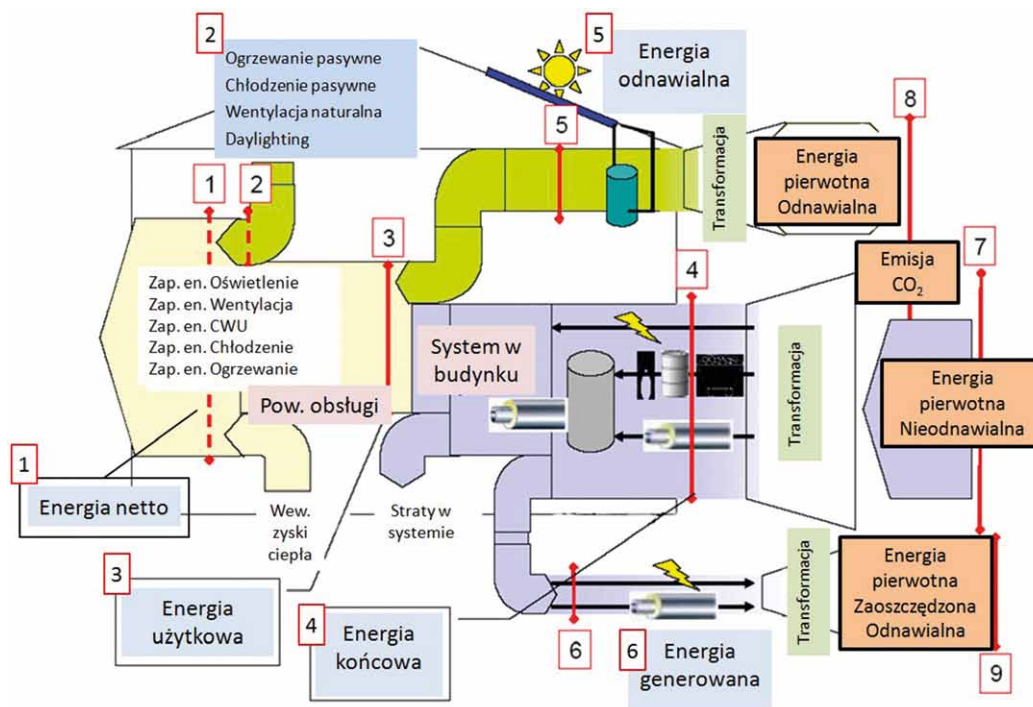 2
Ogrzewanie pasywne
Chłodzenie pasywne
Wentylacja naturalna
Daylighting
5
Energia
odnawialna
8
5
Transformacja
Energia
pierwotna
Odnawialna
1
2
3
4
7
Emisja
CO2
Zap. en. Oświetlenie
Zap. en. Wentylacja
Zap. en. CWU
Zap. en. Chłodzenie
Zap. en. Ogrzewanie
System w
budynku
Transformacja
Energia
pierwotna
Nieodnawialna
Pow. obsługi
1
Energia netto
Wew.
zyski
ciepła
Straty w
systemie
3
Energia
użytkowa
4
Energia
końcowa
6
6
Energia
generowana
Transformacja
Energia
pierwotna
Zaoszczędzona
Odnawialna
9